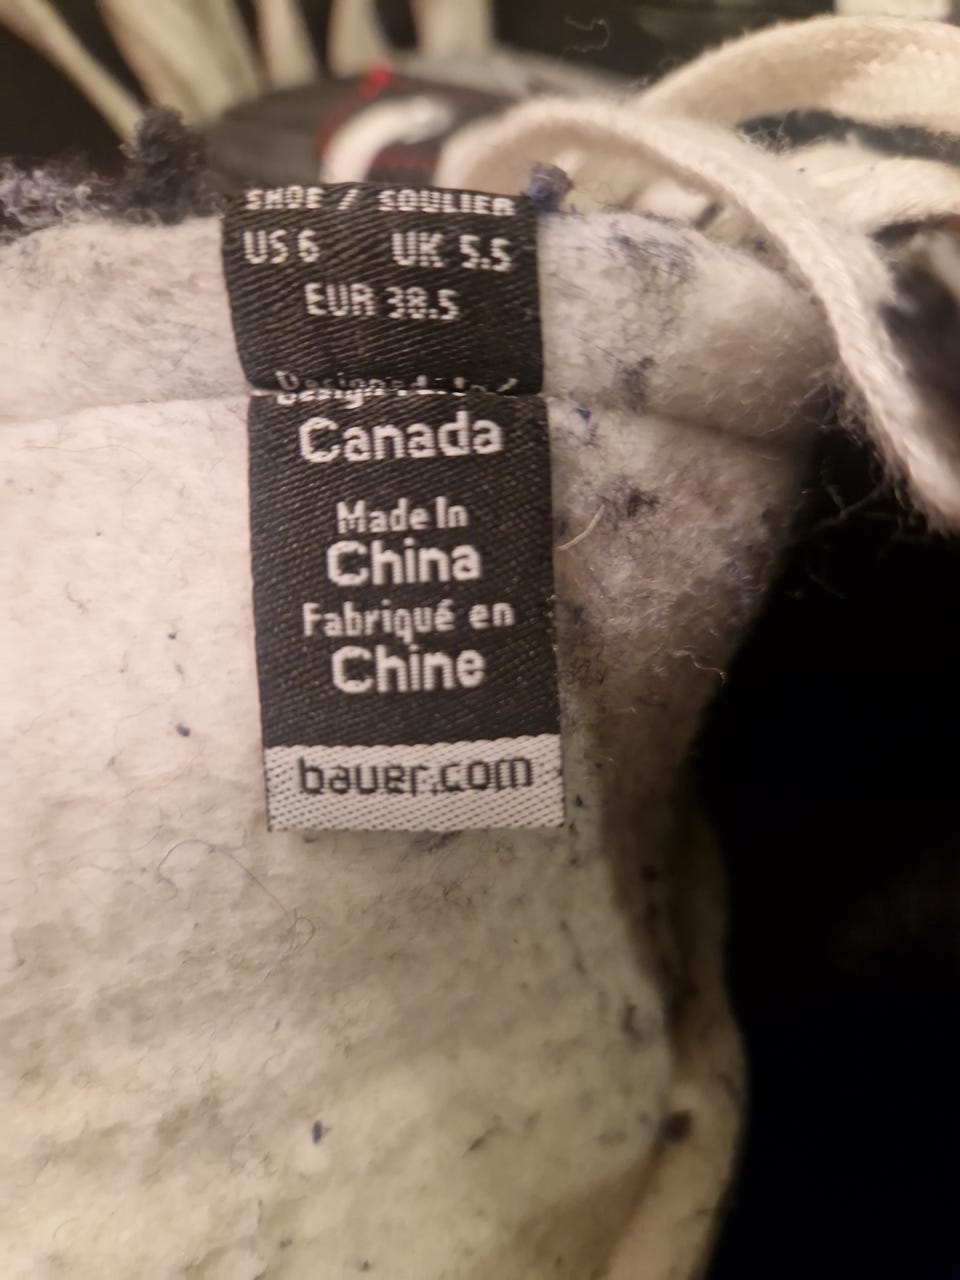 SHOE / SOULIER
US 6 UK 5.5
EUR 38.5
Canada
Made In
China
Fabriqué en
Chine
bauer.com